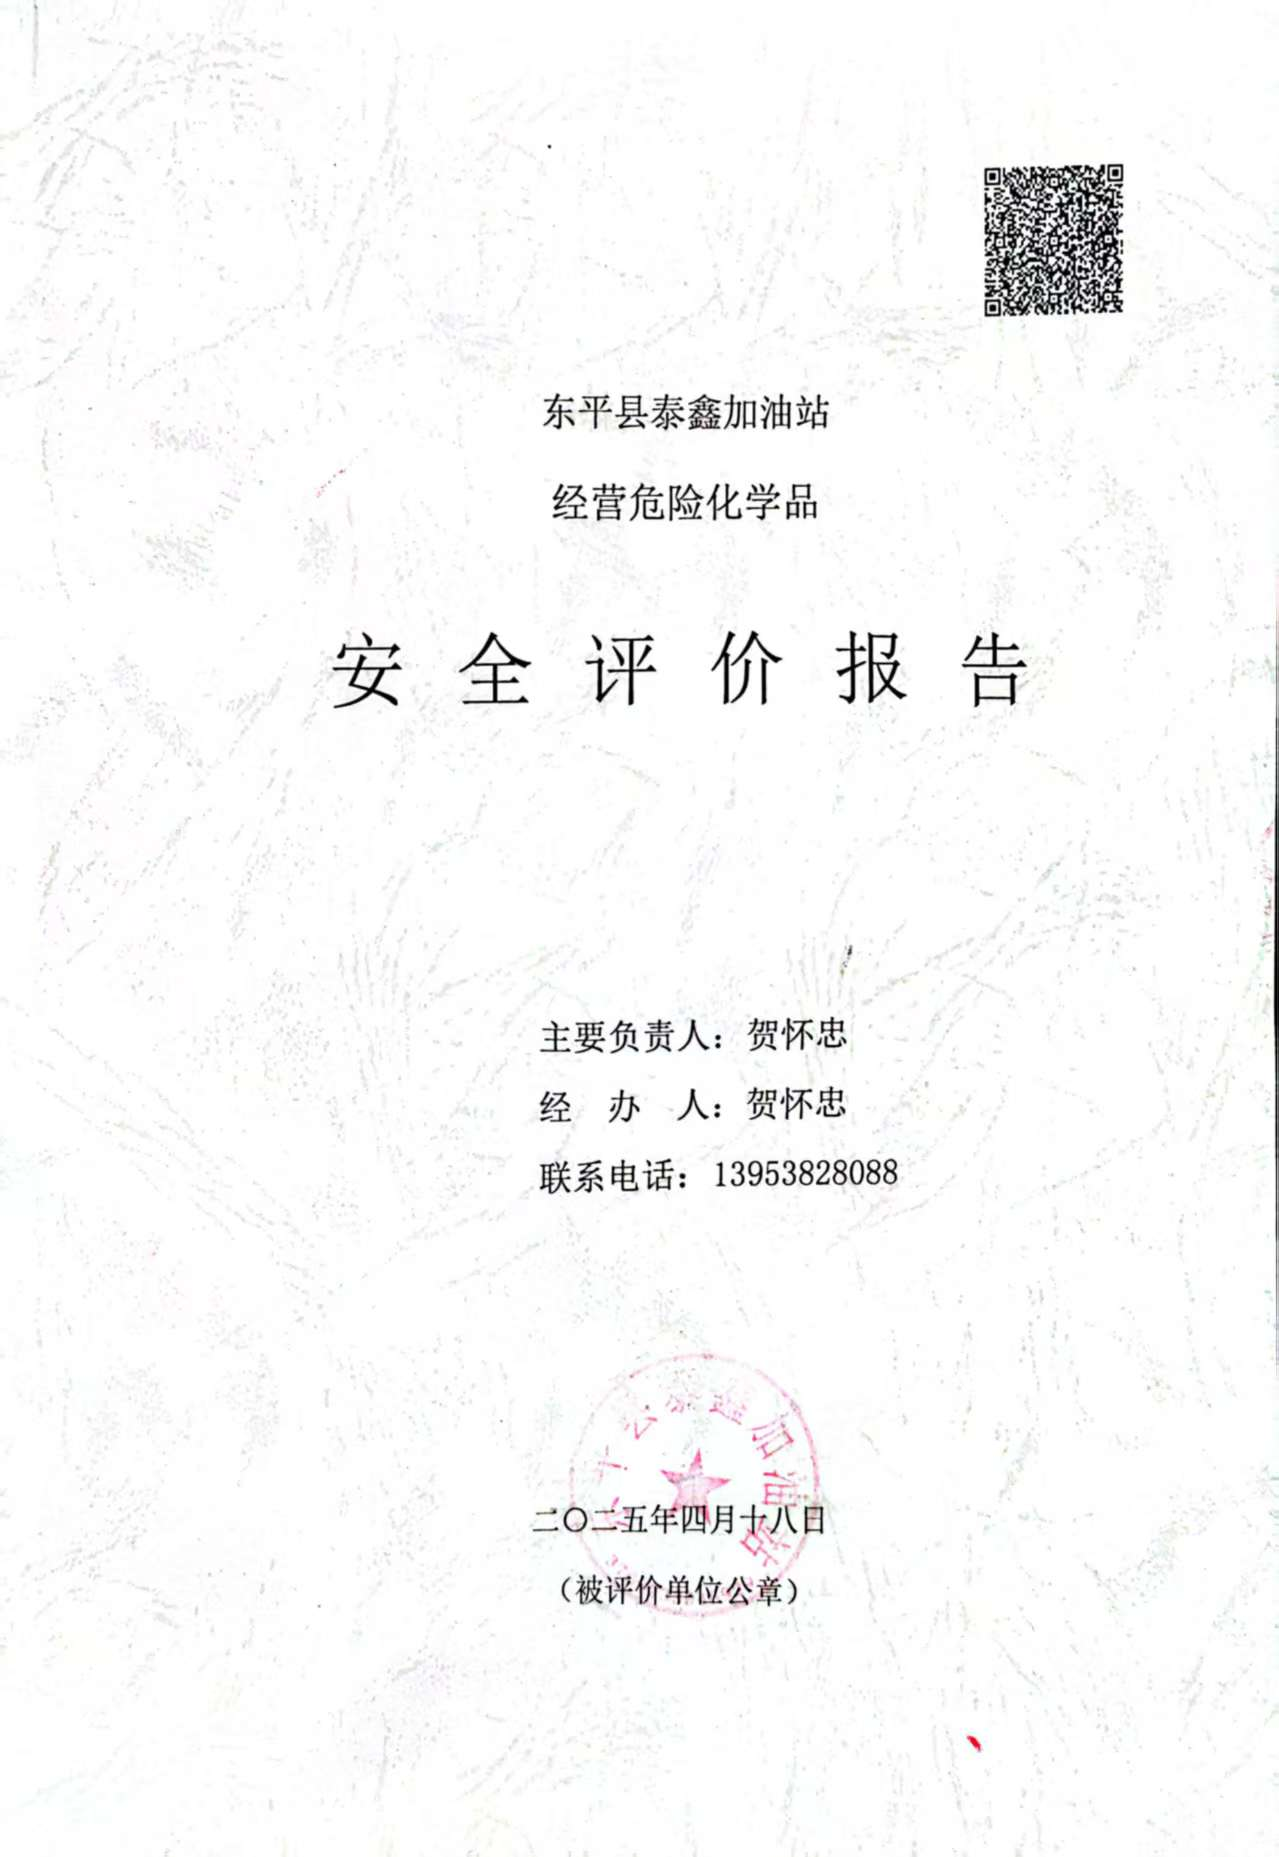 东平县泰鑫加油站
经营危险化学品
安全评价报告
主要负责人：贺怀忠
经办人：贺怀忠
联系电话：13953828088
加油站
二〇二五年四月十八日
（被评价单位公章）